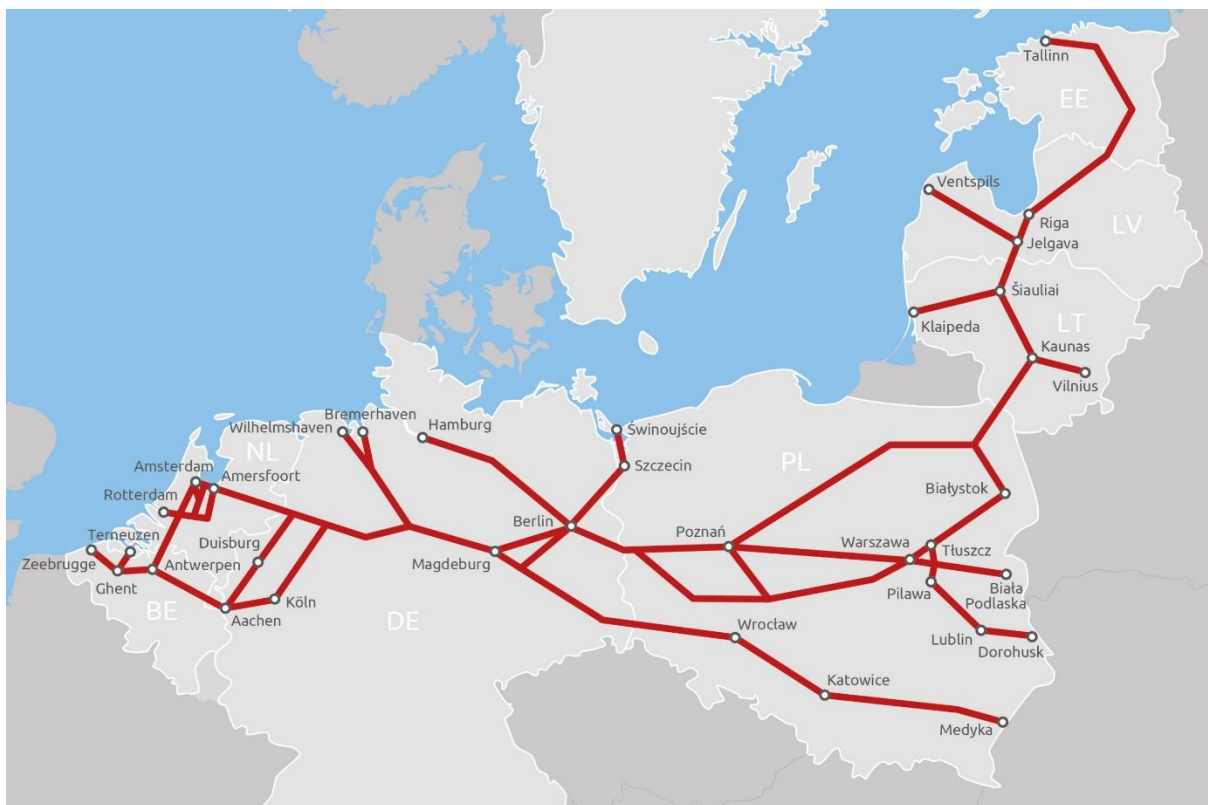 Tallinn
EE
Ventspils
Riga
LV
Jelgava
Šiauliai
Klaipeda
LT
Kaunas
Vilnius
Bremerhaven
Wilhelmshaven
Hamburg
Świnoujście
NL
Amsterdam
Amersfoort
Szczecin
PL
Rotterdam
Białystok
Terneuzen
Duisburg
Berlin
Poznań
Warszawa
Tłuszcz
Zeebrugge
Antwerpen
Magdeburg
Ghent
Pilawa
Biała
Podlaska
BE
Köln
Aachen
DE
Wrocław
Lublin
Dorohusk
Katowice
Medyka